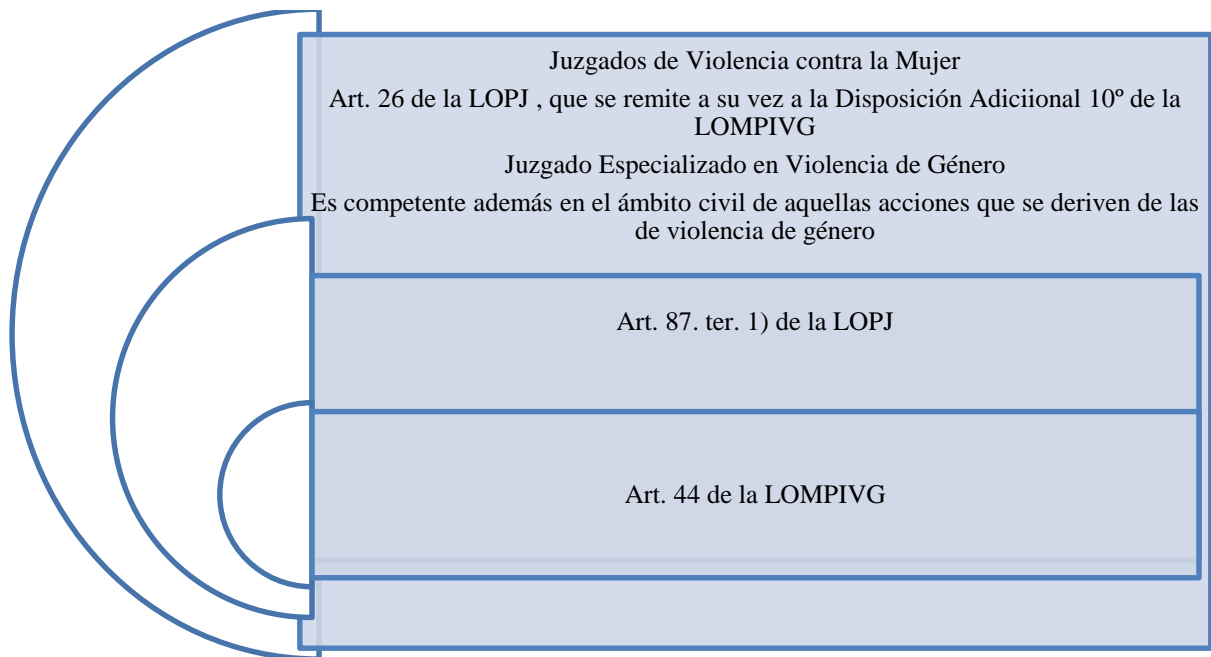 Juzgados de Violencia contra la Mujer
Art. 26 de la LOPJ , que se remite a su vez a la Disposición Adiciional 10º de la
LOMPIVG
Juzgado Especializado en Violencia de Género
Es competente además en el ámbito civil de aquellas acciones que se deriven de las
de violencia de género
Art. 87. ter. 1) de la LOPJ
Art. 44 de la LOMPIVG